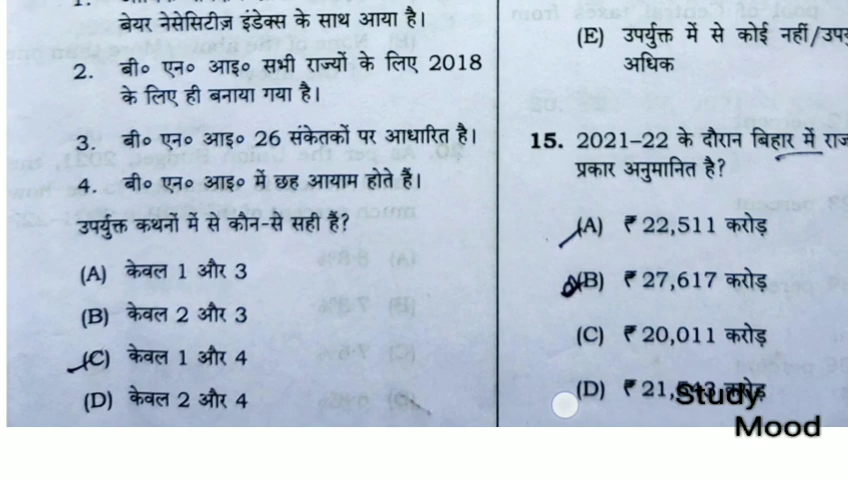 बेयर नेसेसिटीज़ इंडेक्स के साथ आया है।
2. बी० एन० आइ० सभी राज्यों के लिए 2018
के लिए ही बनाया गया है।
3. बी० एन० आइ० 26 संकेतकों पर आधारित है।
4. बी० एन० आइ० में छह आयाम होते हैं।
उपर्युक्त कथनों में से कौन-से सही हैं?
(A) केवल 1 और 3
(B) केवल 2 और 3
(C) केवल 1 और 4
(D) केवल 2 और 4
(E) उपर्युक्त में से कोई नहीं/
अधिक
15. 2021–22 के दौरान बिहार में
प्रकार अनुमानित है?
(A) ₹ 22,511 करोड़
(B) ₹ 27,617 करोड़
(C) ₹ 20,011 करोड़
(D) ₹ करोड़
Study
Mood